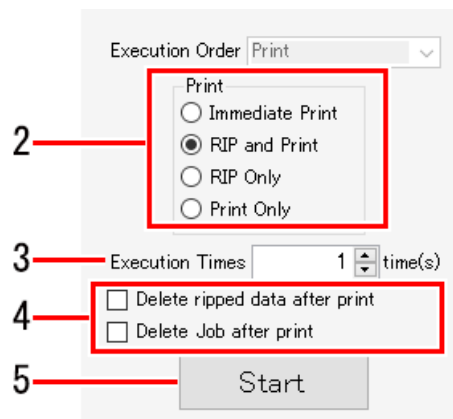 Execution Order Print
Print
2
Immediate Print
RIP and Print
RIP Only
Print Only
3 Execution Times 1 time(s)
4
Delete ripped data after print
Delete Job after print
5 Start